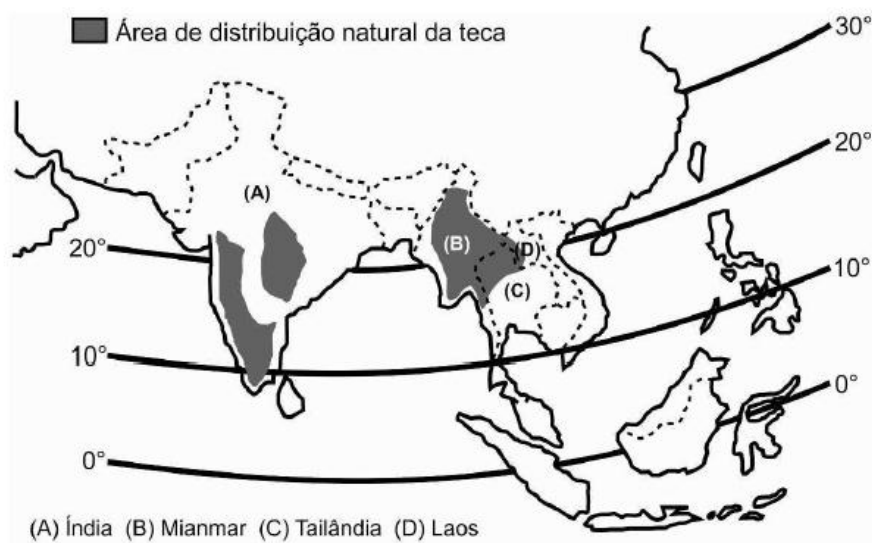 Área de distribuição natural da teca
30°
20°
(A)
(B)
(D)
20°
(C)
10°
10°
0°
0°
(A) Índia (B) Mianmar (C) Tailândia (D) Laos